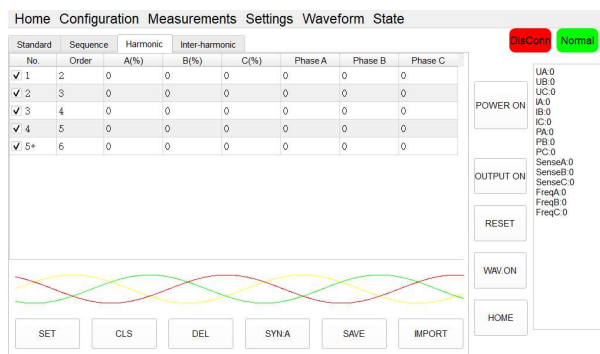 Home Configuration Measurements Settings Waveform State
DisConn Normal
Standard Sequence Harmonic Inter-harmonic
No. Order A(%) B(%) C(%) Phase A Phase B Phase C
1 2 0 0 0 0 0 0
2 3 0 0 0 0 0 0
3 4 0 0 0 0 0 0
4 5 0 0 0 0 0 0
5+ 6 0 0 0 0 0 0
POWER ON
OUTPUT ON
RESET
WAV.ON
HOME
UA:0
UB:0
UC:0
IA:0
IB:0
IC:0
PA:0
PB:0
PC:0
SenseA:0
SenseB:0
SenseC:0
FreqA:0
FreqB:0
FreqC:0
SET CLS DEL SYN:A SAVE IMPORT